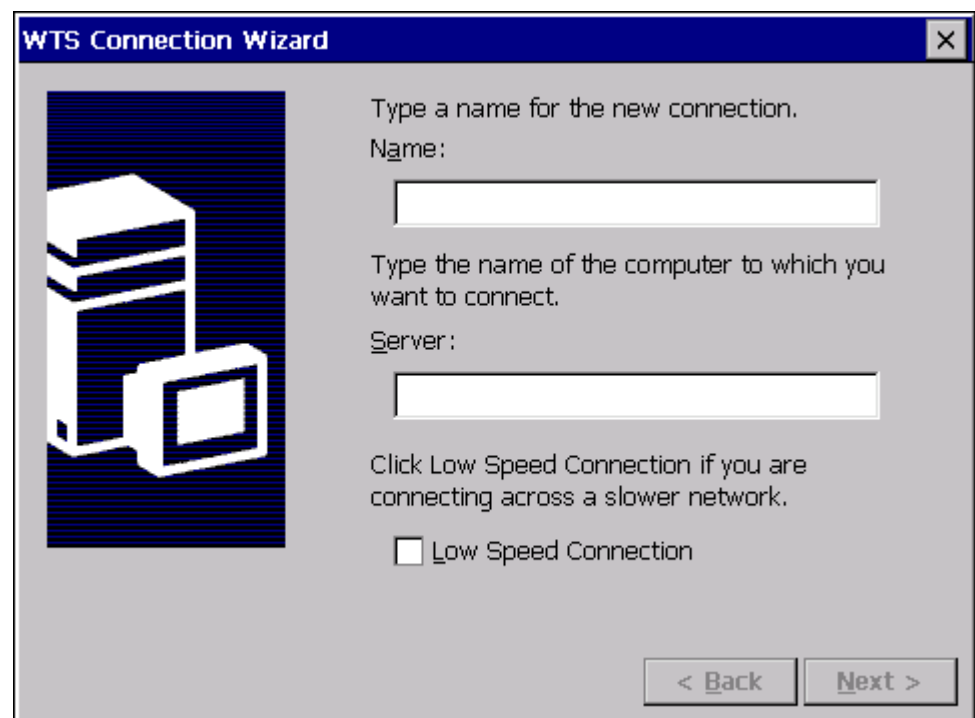 WTS Connection Wizard
Type a name for the new connection.
Name:
Type the name of the computer to which you
want to connect.
Server:
Click Low Speed Connection if you are
connecting across a slower network.
Low Speed Connection
< Back
Next >